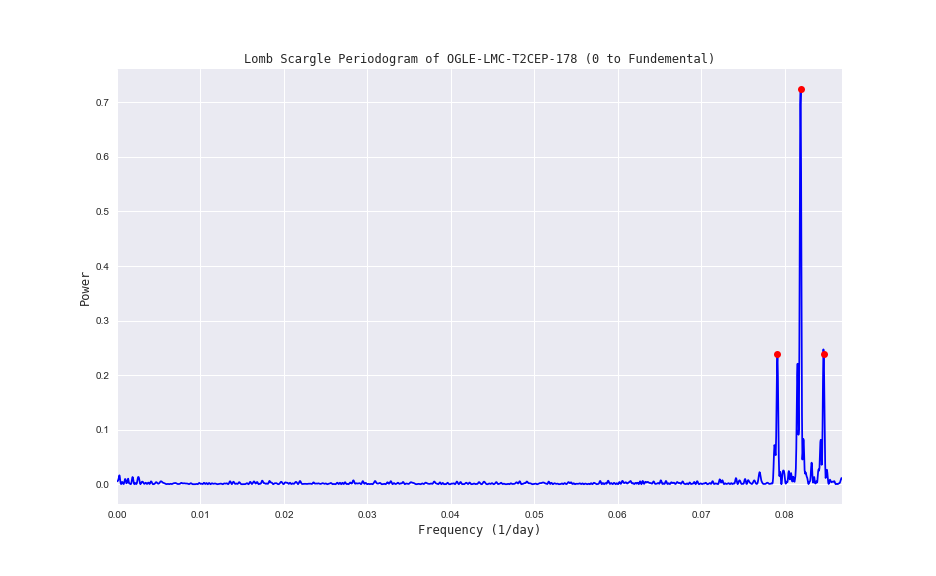 Lomb Scargle Periodogram of OGLE-LMC-T2CEP-178 (0 to Fundemental)
0.7
0.6
0.5
0.4
0.3
0.2
0.1
0.0
Power
0.00 0.01 0.02 0.03 0.04 0.05 0.06 0.07 0.08
Frequency (1/day)